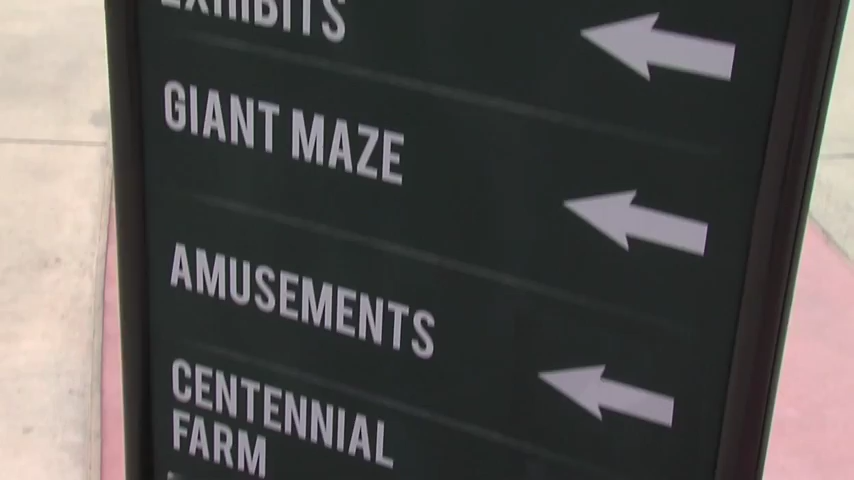 EXHIBITS
GIANT MAZE
AMUSEMENTS
CENTENNIAL
FARM